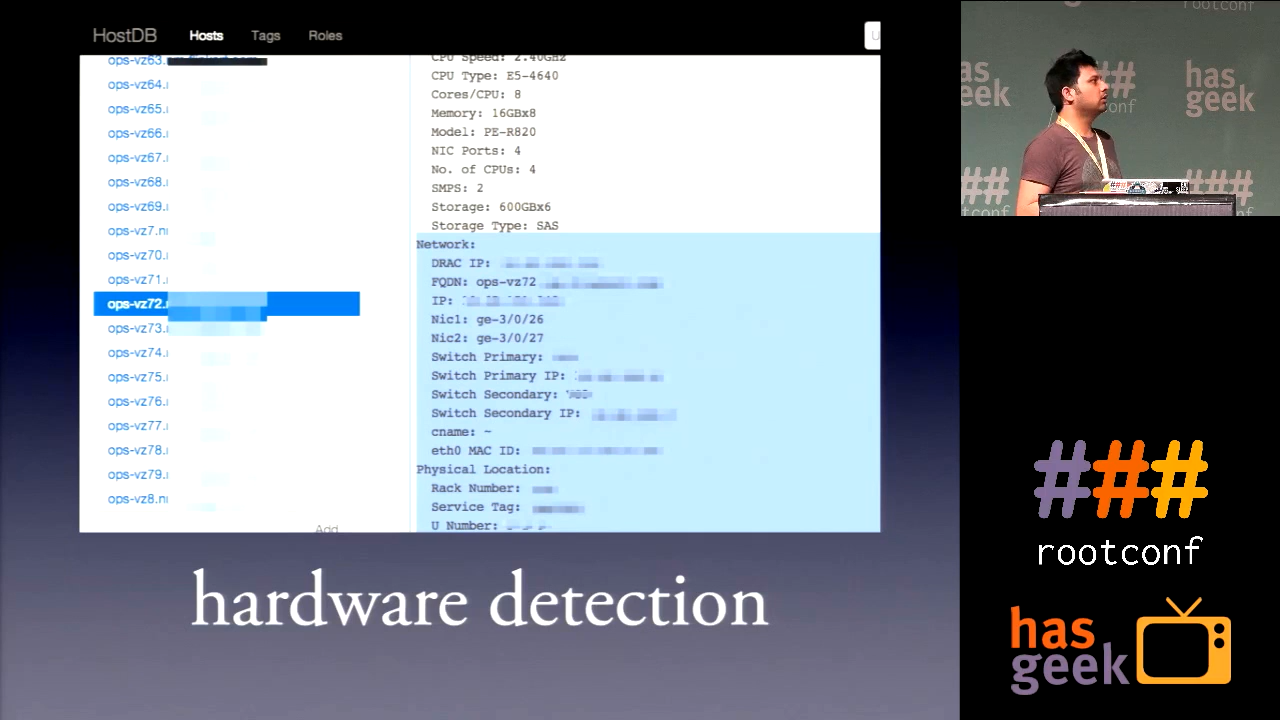 HostDB Hosts Tags Roles U
ops-vz63.
ops-vz64.
ops-vz65.
ops-vz66.
ops-vz67.
ops-vz68.
ops-vz69.
ops-vz7.
ops-vz70.
ops-vz71.
ops-vz72.
ops-vz73.
ops-vz74.
ops-vz75.
ops-vz76.
ops-vz77.
ops-vz78.
ops-vz79.
ops-vz8.
Add
CPU Speed: 2.40GHz
CPU Type: E5-4640
Cores/CPU: 8
Memory: 16GBx8
Model: PE-R820
NIC Ports: 4
No. of CPUs: 4
SMPS: 2
Storage: 600GBx6
Storage Type: SAS
Network:
DRAC IP:
FQDN: ops-vz72
IP:
Nic1: ge-3/0/26
Nic2: ge-3/0/27
Switch Primary:
Switch Primary IP:
Switch Secondary:
Switch Secondary IP:
cname: ~
eth0 MAC ID:
Physical Location:
Rack Number:
Service Tag:
U Number:
hardware detection
rootconf
has
geek
##
conf
has
geek
##
conf
##
rootconf
###
rootconf
has
geek